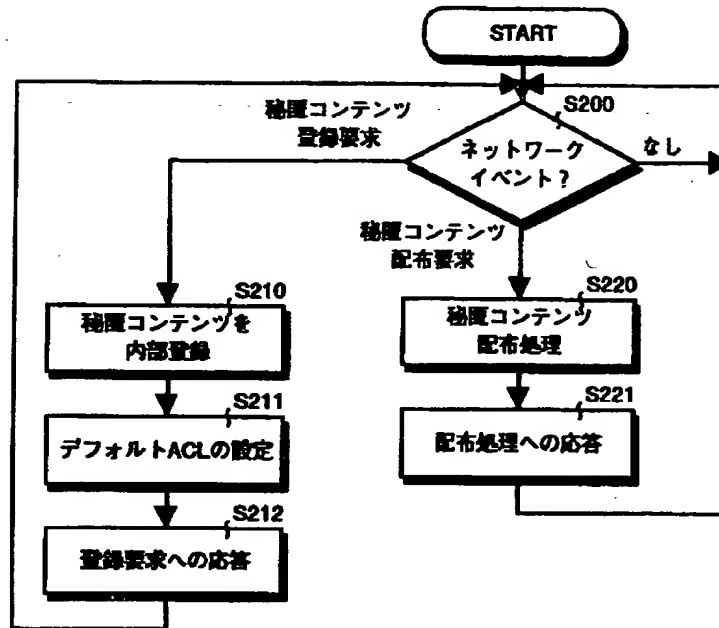 START
S200
秘匿コンテンツ
登録要求
ネットワーク
イベント？
なし
秘匿コンテンツ
配布要求
S210
秘匿コンテンツを
内部登録
S220
秘匿コンテンツ
配布処理
S211
デフォルトACLの設定
S221
配布処理への応答
S212
登録要求への応答